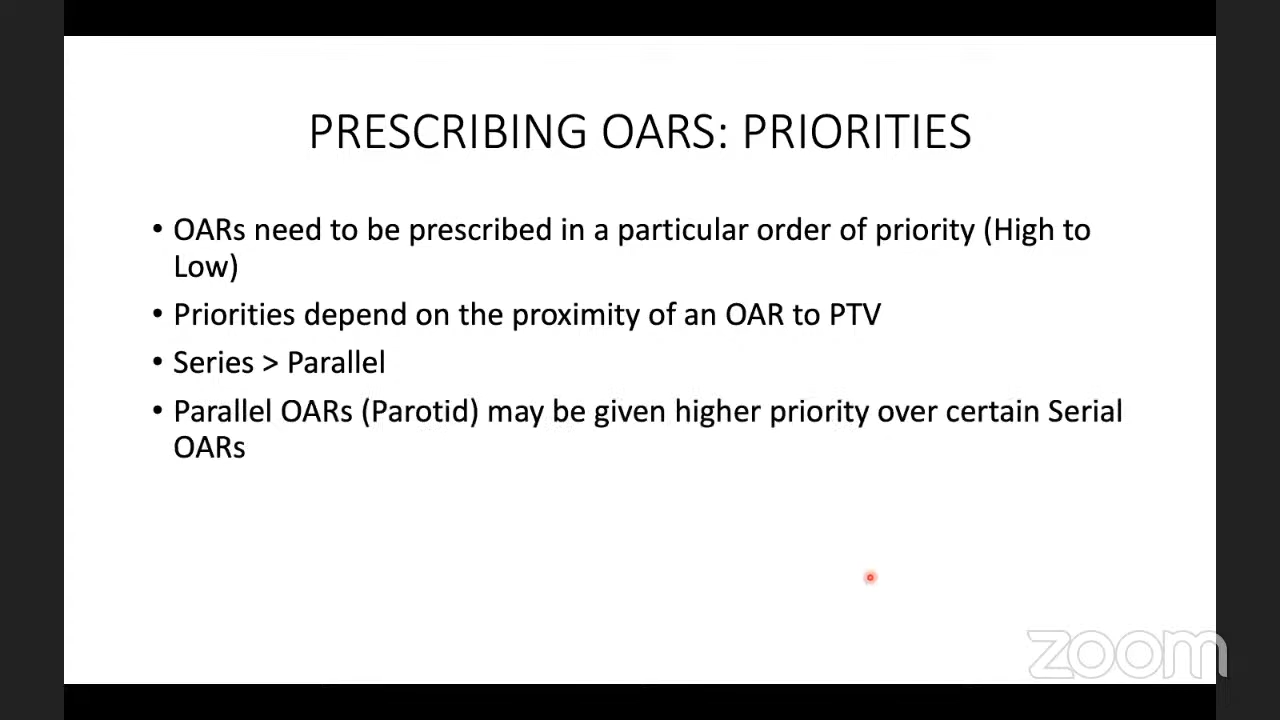 PRESCRIBING OARS: PRIORITIES
• OARs need to be prescribed in a particular order of priority (High to
Low)
• Priorities depend on the proximity of an OAR to PTV
• Series > Parallel
• Parallel OARs (Parotid) may be given higher priority over certain Serial
OARs
zoom